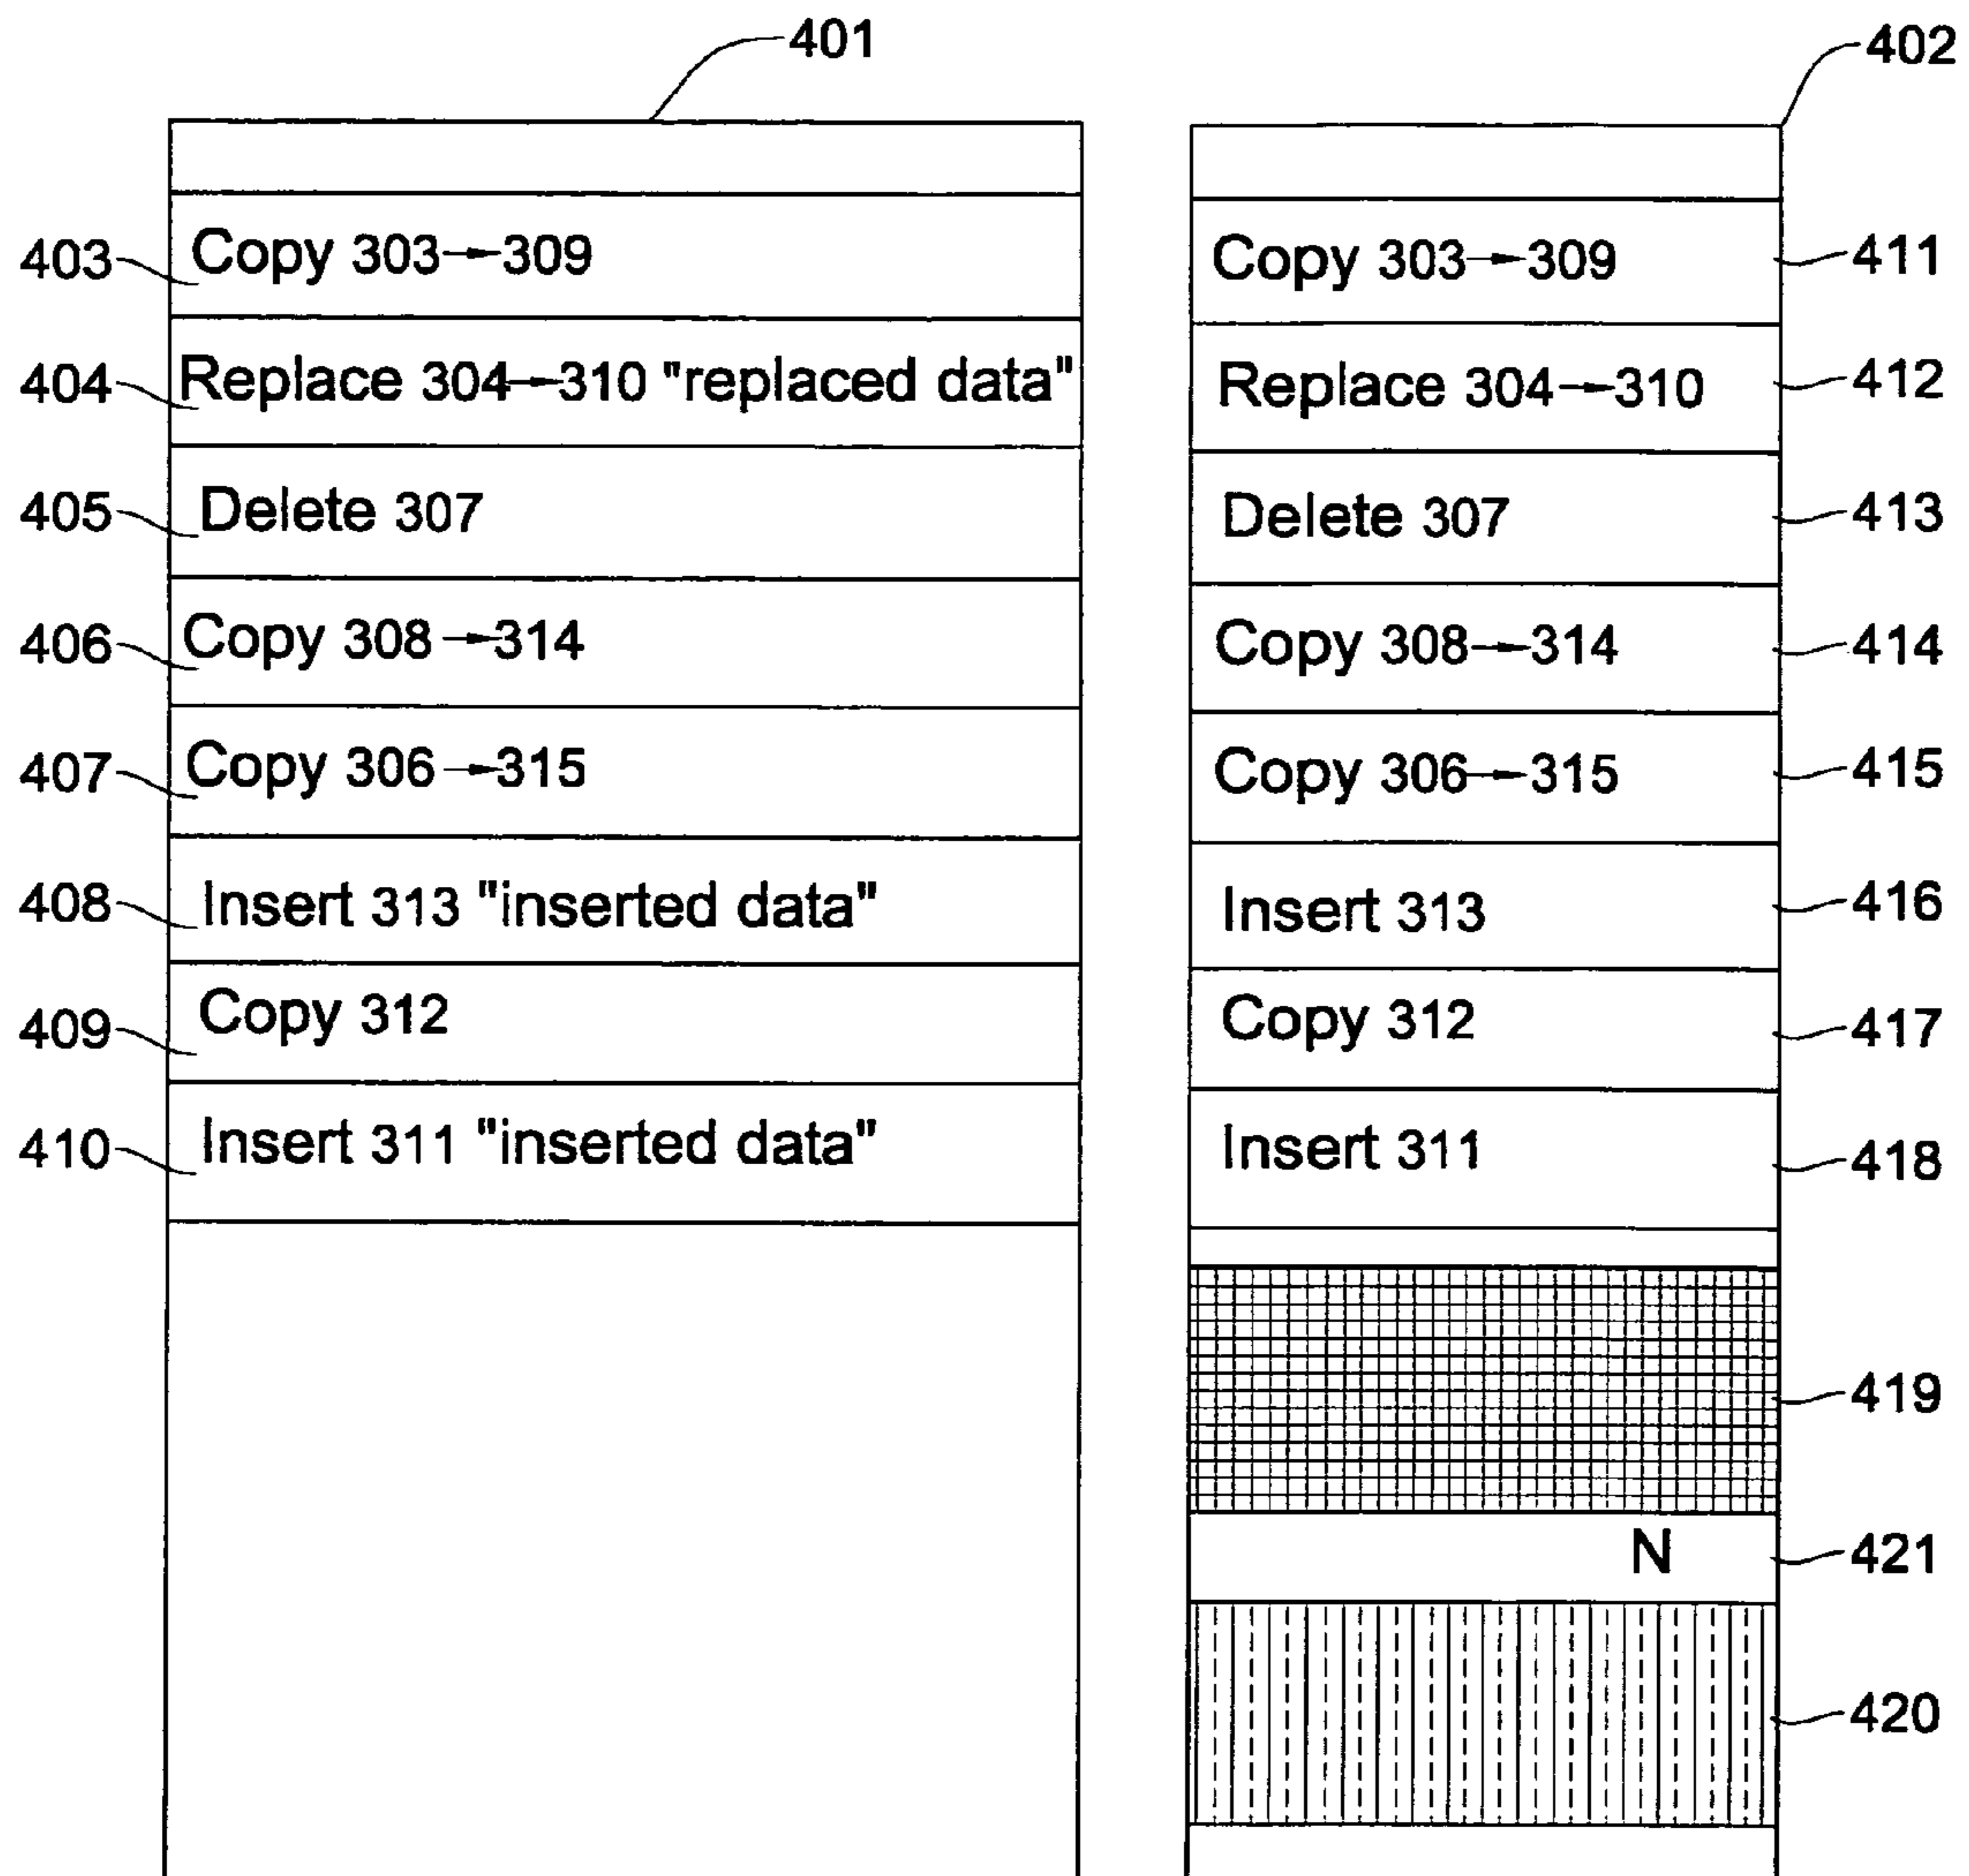 401
402
403 Copy 303→309
404 Replace 304→310 "replaced data"
405 Delete 307
406 Copy 308→314
407 Copy 306→315
408 Insert 313 "inserted data"
409 Copy 312
410 Insert 311 "inserted data"
Copy 303→309 411
Replace 304→310 412
Delete 307 413
Copy 308→314 414
Copy 306→315 415
Insert 313 416
Copy 312 417
Insert 311 418
419
N 421
420